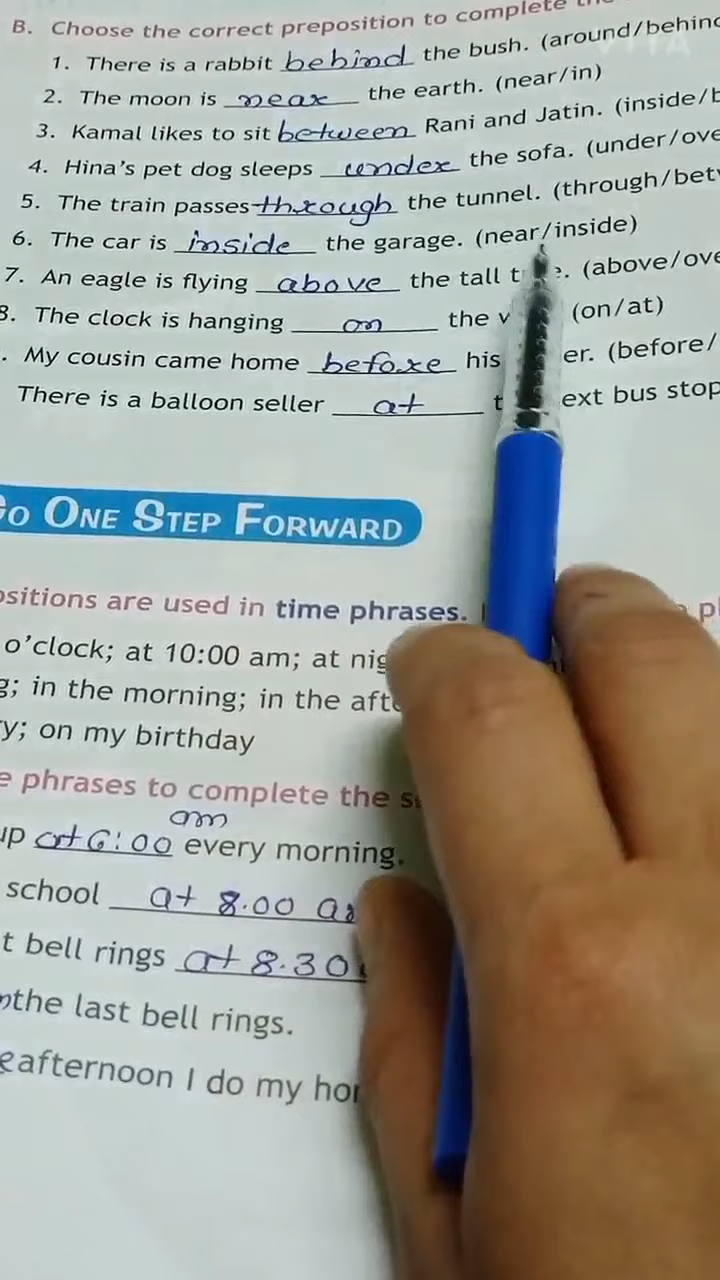 B. Choose the correct preposition to complete
1. There is a rabbit behind the bush. (around/behind
2. The moon is near the earth. (near/in)
3. Kamal likes to sit between Rani and Jatin. (inside/b
4. Hina's pet dog sleeps under the sofa. (under/ove
5. The train passes through the tunnel. (through/bet
6. The car is inside the garage. (near/inside)
7. An eagle is flying above the tall t e. (above/ove
8. The clock is hanging on the (on/at)
. My cousin came home before his er. (before/
There is a balloon seller at t ext bus stop
Go One Step Forward
ositions are used in time phrases.
o'clock; at 10:00 am; at nig
g; in the morning; in the aft
y; on my birthday
e phrases to complete the s
up at 6:00 am every morning.
school at 8.00 a
t bell rings at 8.30
the last bell rings.
afternoon I do my ho